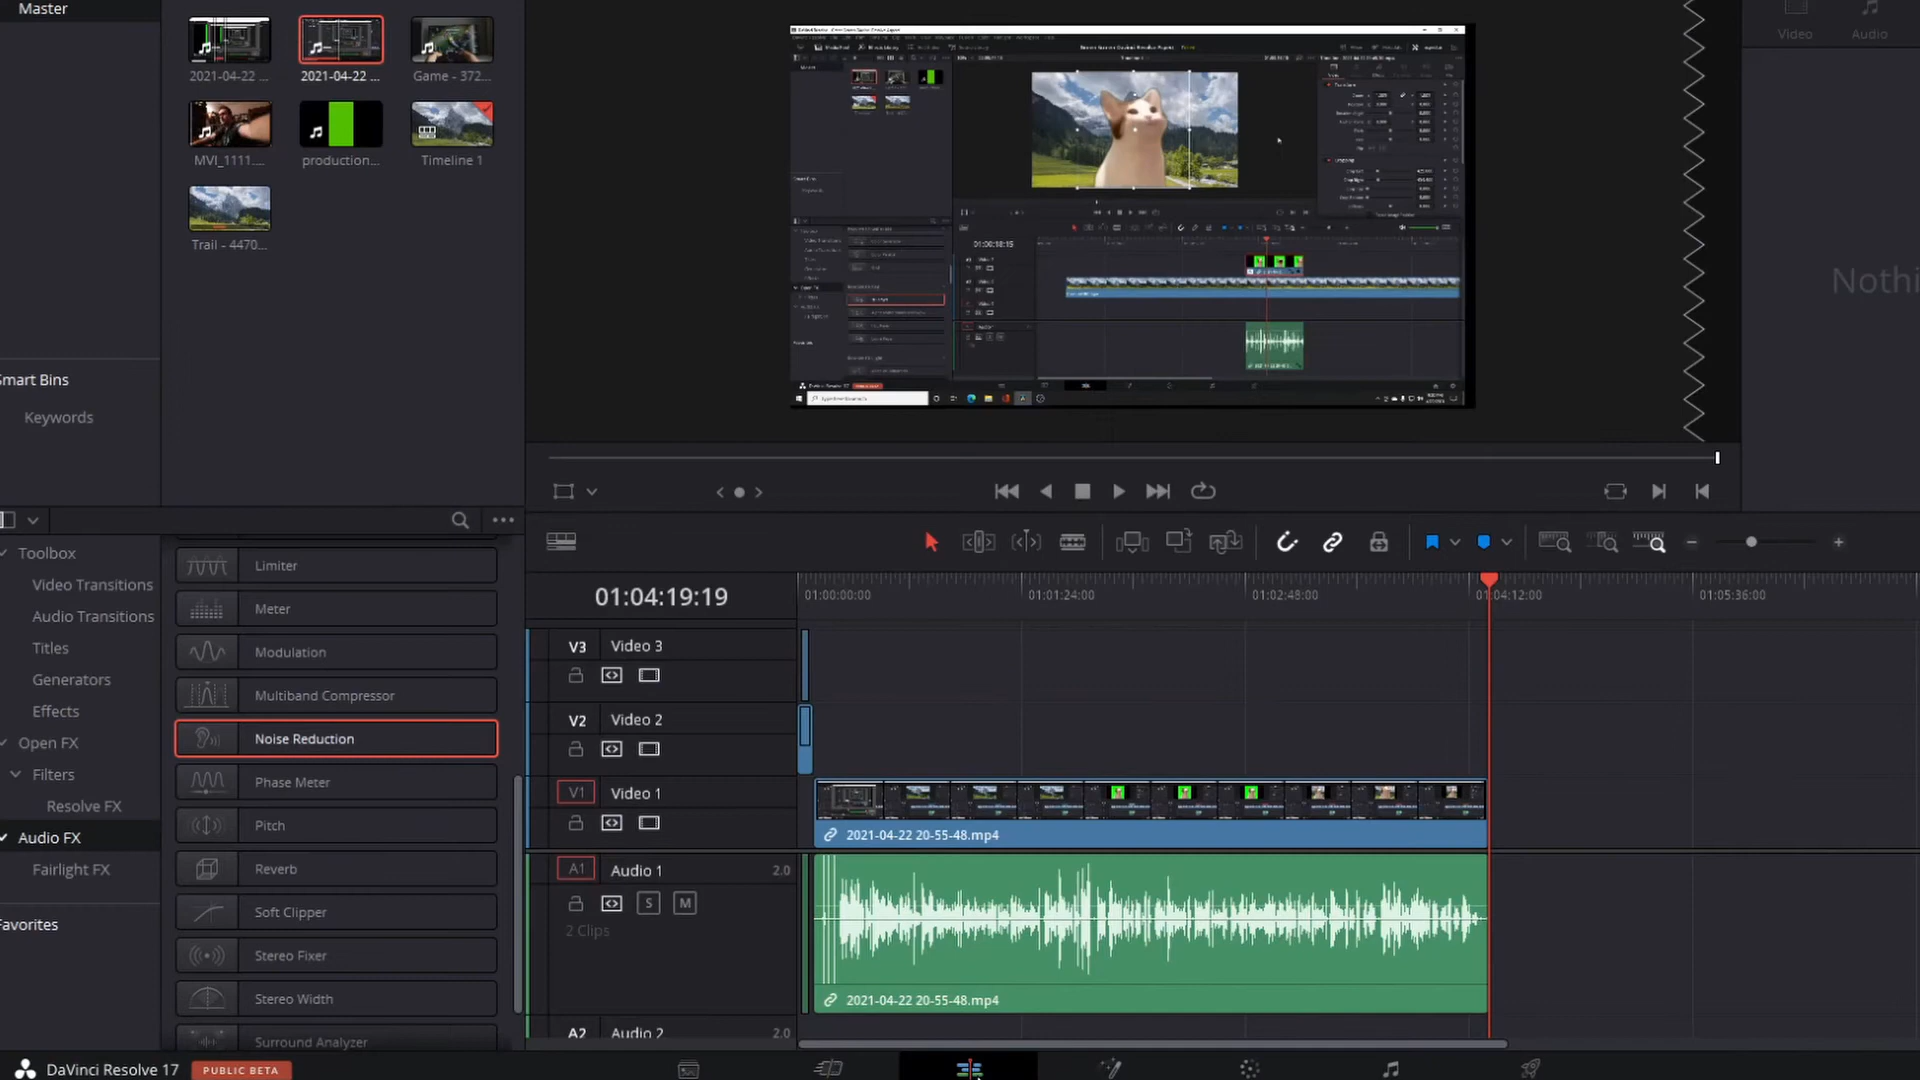 Master
2021-04-22 ...
2021-04-22 ...
Game - 372...
MVI_1111....
production...
Timeline 1
Trail - 4470...
Video
Audio
Nothi
Smart Bins
Keywords
Toolbox
Video Transitions
Audio Transitions
Titles
Generators
Effects
Open FX
Filters
Resolve FX
Audio FX
Fairlight FX
Favorites
Limiter
Meter
Modulation
Multiband Compressor
Noise Reduction
Phase Meter
Pitch
Reverb
Soft Clipper
Stereo Fixer
Stereo Width
Surround Analyzer
01:00:18:15
01:04:19:19
01:00:00:00
01:01:24:00
01:02:48:00
01:04:12:00
01:05:36:00
V3 Video 3
V2 Video 2
V1 Video 1
2021-04-22 20-55-48.mp4
A1 Audio 1 2.0
S M
2 Clips
2021-04-22 20-55-48.mp4
A2 Audio 2 2.0
DaVinci Resolve 17 PUBLIC BETA